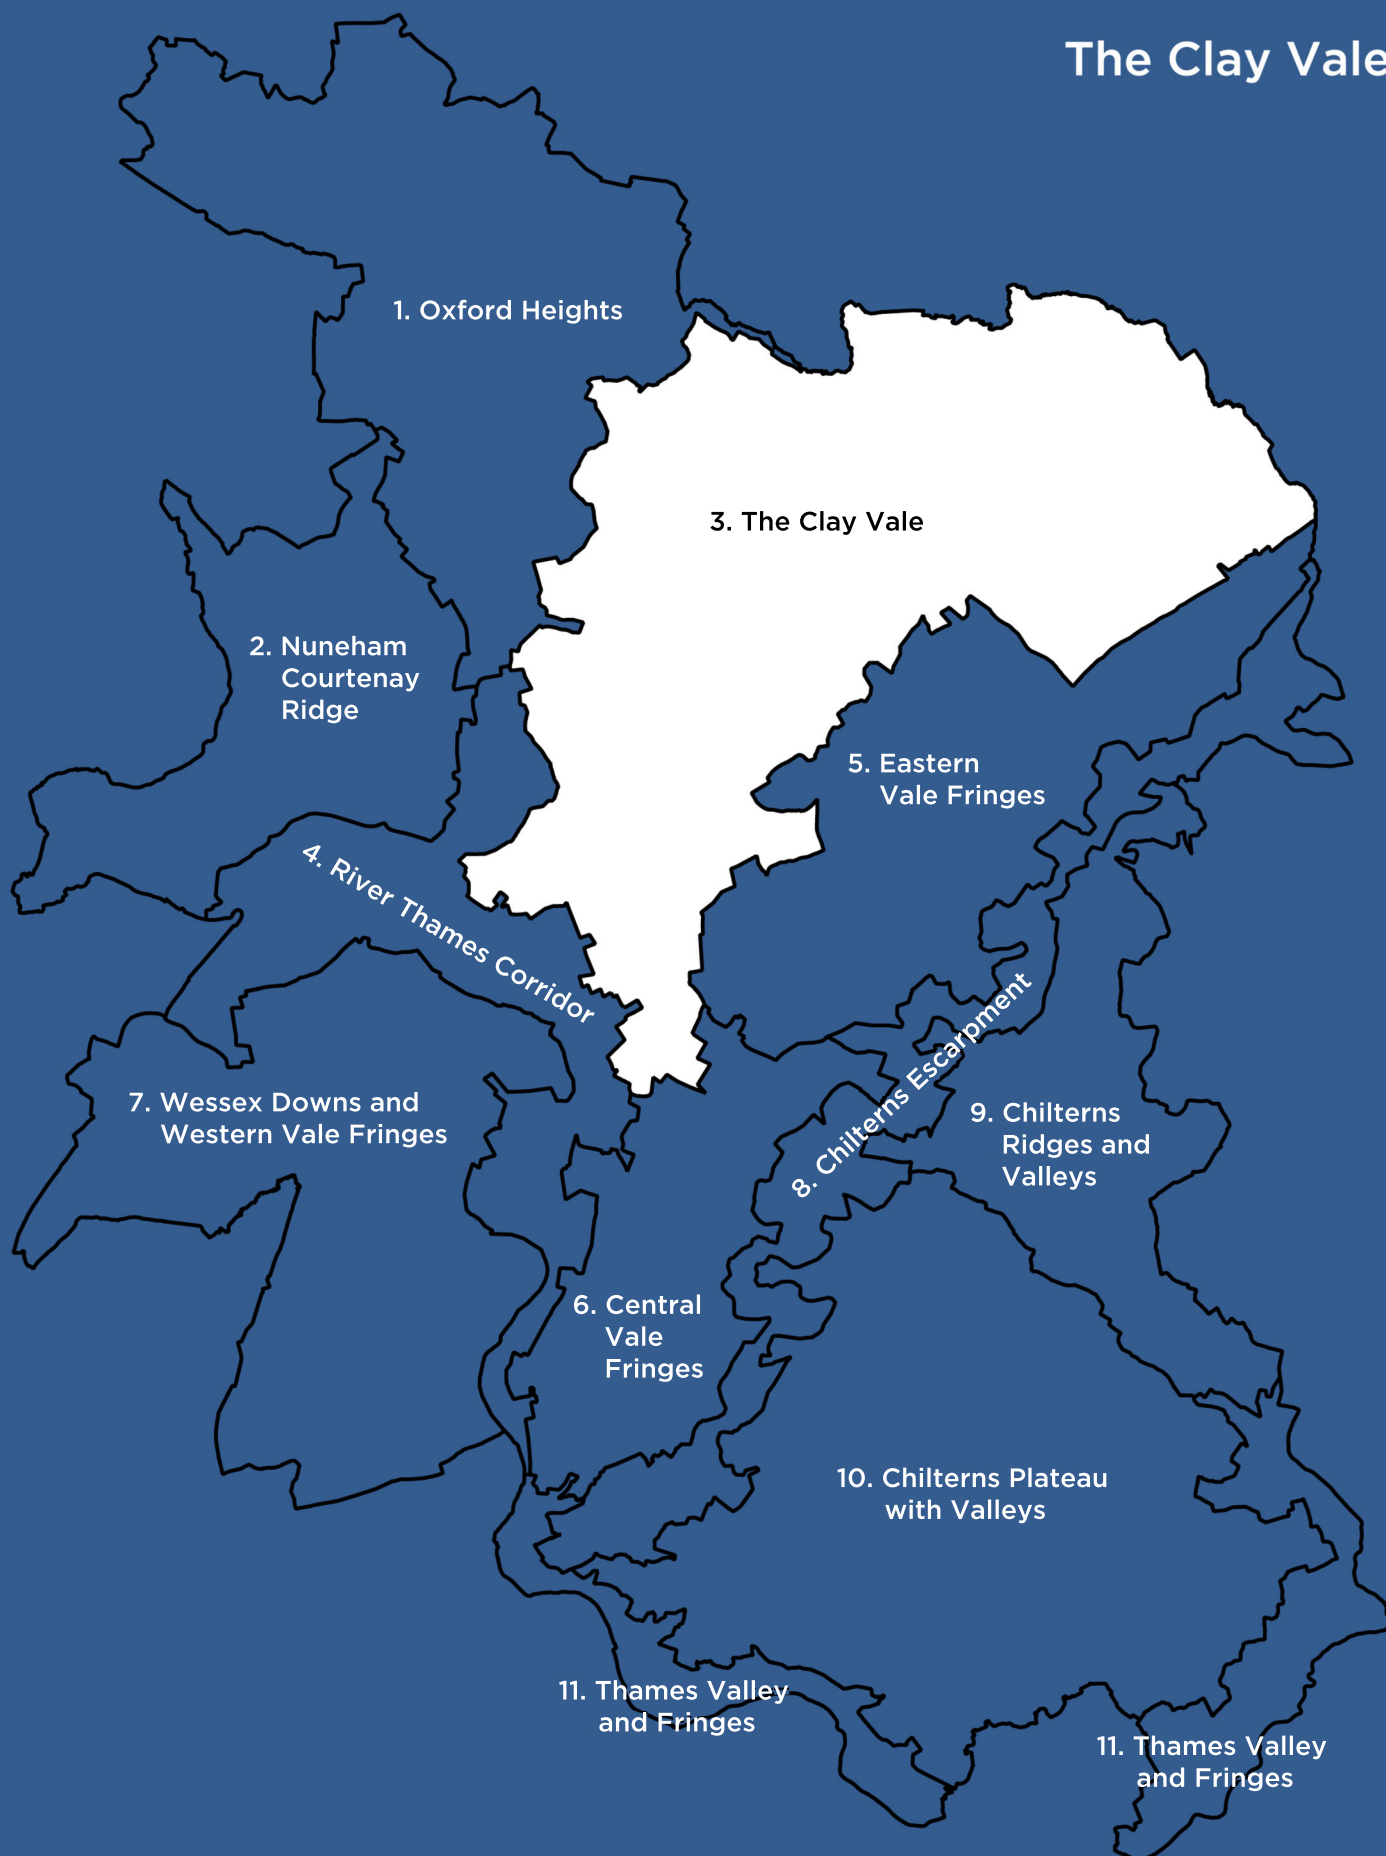 The Clay Vale
1. Oxford Heights
3. The Clay Vale
2. Nuneham
Courtenay
Ridge
5. Eastern
Vale Fringes
4. River Thames Corridor
7. Wessex Downs and
Western Vale Fringes
8. Chilterns Escarpment
9. Chilterns
Ridges and
Valleys
6. Central
Vale
Fringes
10. Chilterns Plateau
with Valleys
11. Thames Valley
and Fringes
11. Thames Valley
and Fringes